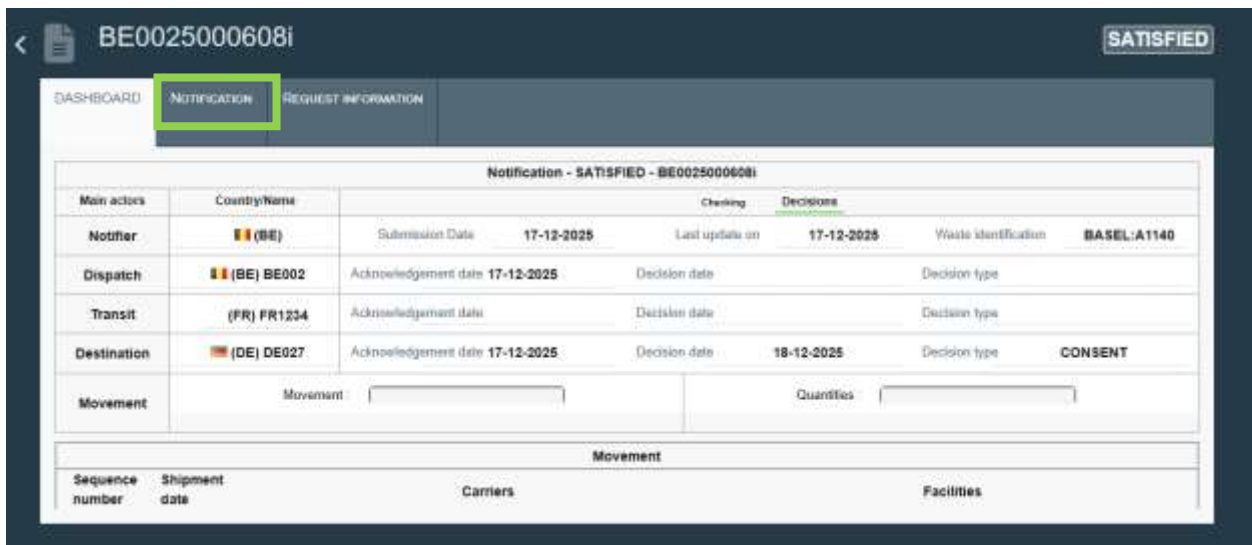 BE0025000608i
SATISFIED
DASHBOARD NOTIFICATION REQUEST INFORMATION
Notification - SATISFIED - BE0025000608i
Main actors Country/Name Checking Decisions
Notifier (BE) Submission Date 17-12-2025 Last update on 17-12-2025 Waste identification BASEL:A1140
Dispatch (BE) BE002 Acknowledgement date 17-12-2025 Decision date Decision type
Transit (FR) FR1234 Acknowledgement date Decision date Decision type
Destination (DE) DE027 Acknowledgement date 17-12-2025 Decision date 18-12-2025 Decision type CONSENT
Movement Movement Quantities
Movement
Sequence number Shipment date Carriers Facilities